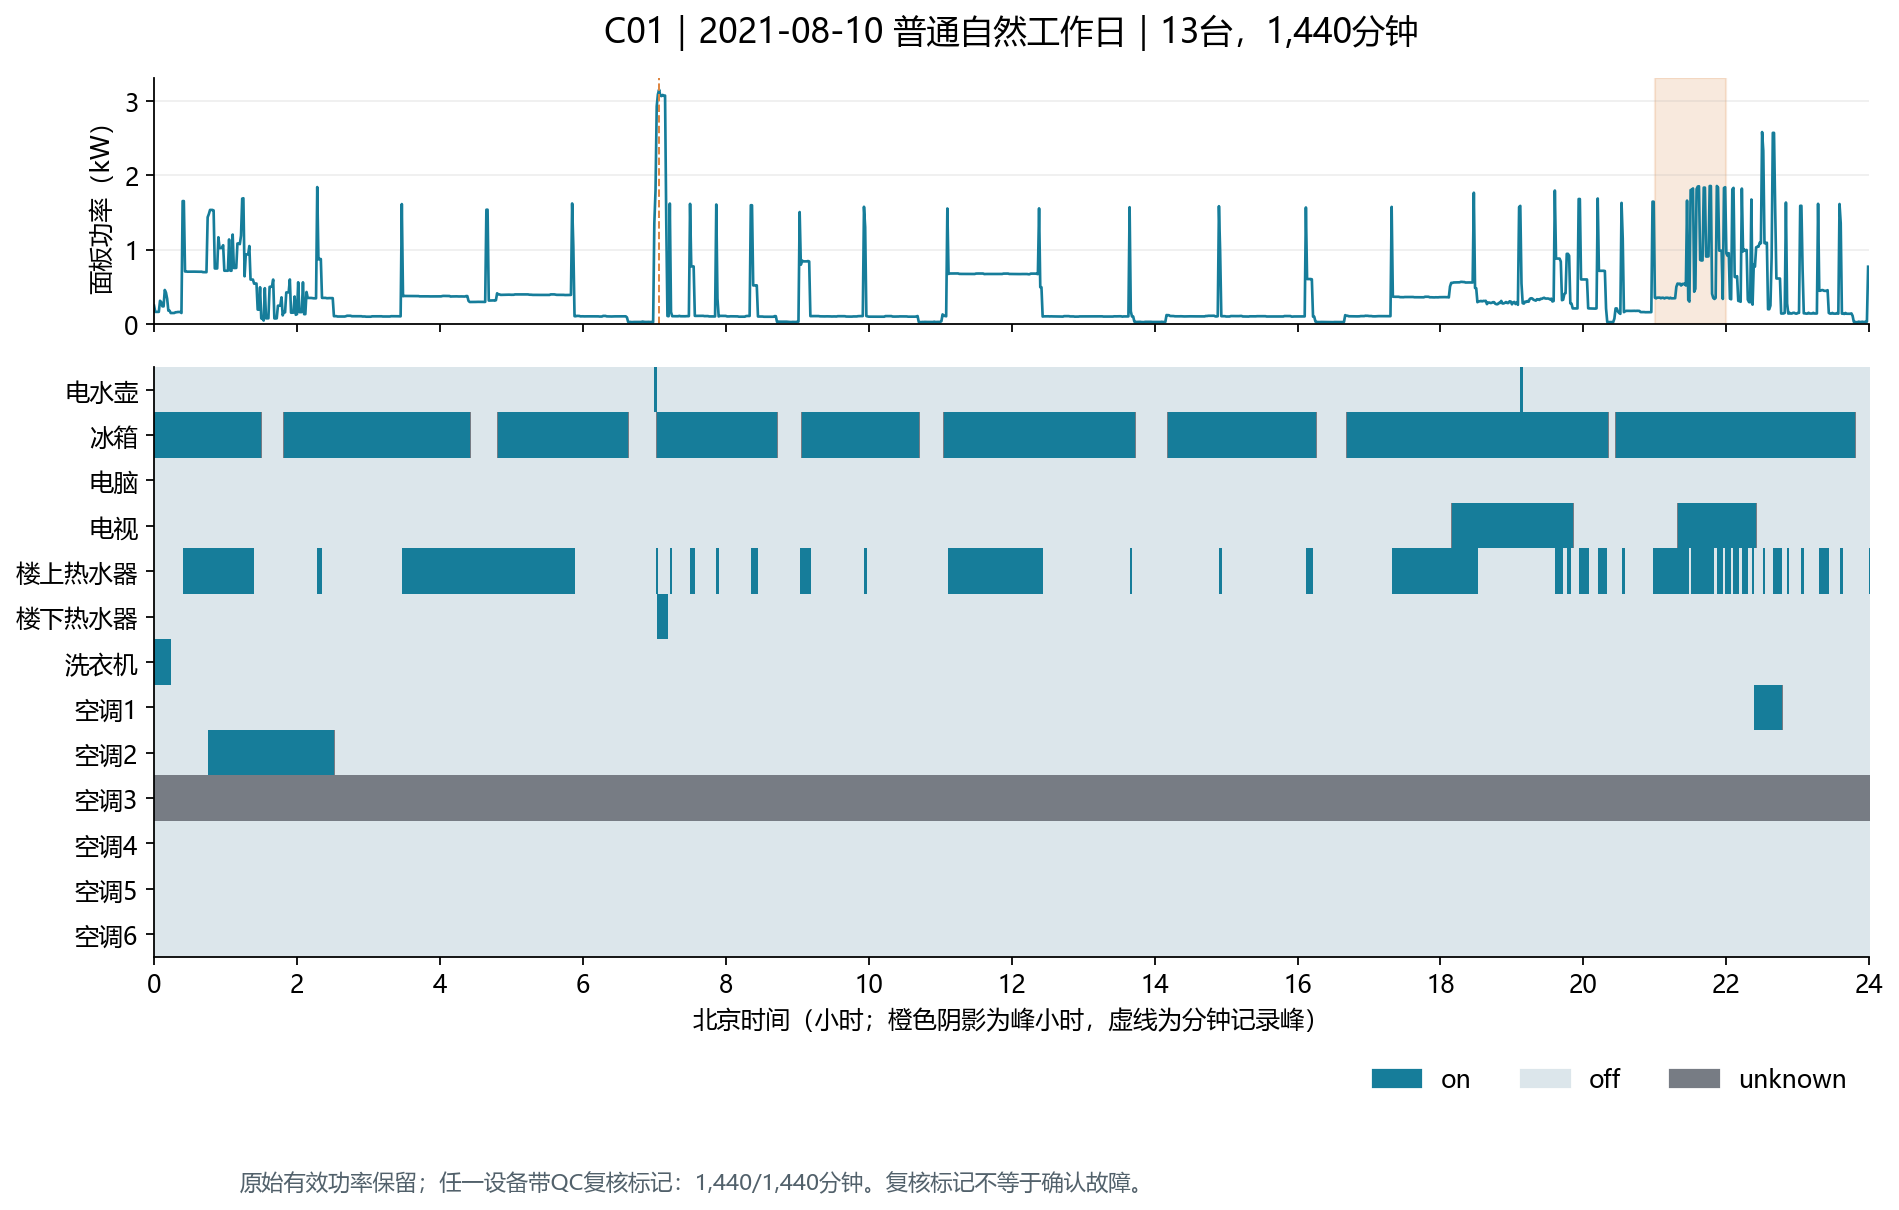 C01｜2021-08-10 普通自然工作日｜13台，1,440分钟
面板功率（kW）
3
2
1
0
电水壶
冰箱
电脑
电视
楼上热水器
楼下热水器
洗衣机
空调1
空调2
空调3
空调4
空调5
空调6
0 2 4 6 8 10 12 14 16 18 20 22 24
北京时间（小时；橙色阴影为峰小时，虚线为分钟记录峰）
on off unknown
原始有效功率保留；任一设备带QC复核标记：1,440/1,440分钟。复核标记不等于确认故障。